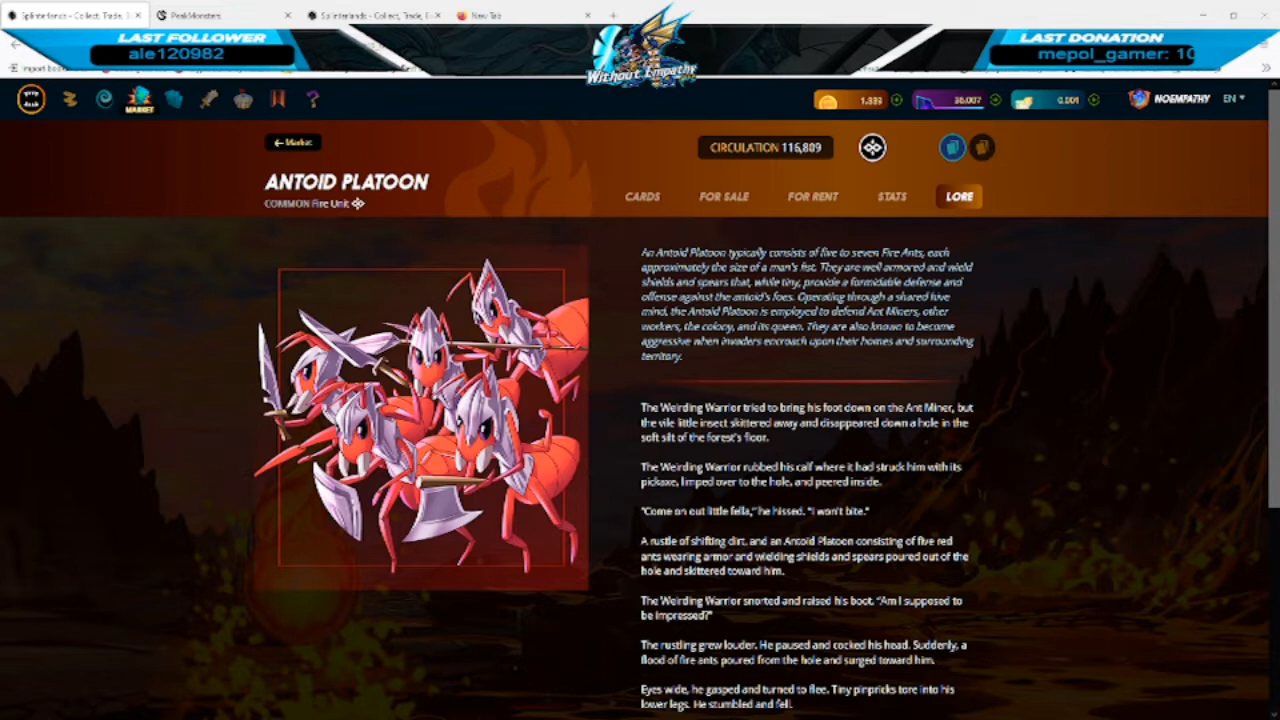 Splinterlands - Collect, Trade,
PeakMonsters
Splinterlands - Collect, Trade,
New Tab
LAST FOLLOWER
ale120982
Without Empathy
LAST DONATION
mepol_gamer: 10
MARKET
1.889
36.007
0.001
NOEMPATHY
EN
← Market
CIRCULATION 116,809
ANTOID PLATOON
COMMON Fire Unit
CARDS
FOR SALE
FOR RENT
STATS
LORE
An Antoid Platoon typically consists of five to seven Fire Ants, each
approximately the size of a man's fist. They are well armored and wield
shields and spears that, while tiny, provide a formidable defense and
offense against the antoid's foes. Operating through a shared hive
mind, the Antoid Platoon is employed to defend Ant Miners, other
workers, the colony, and its queen. They are also known to become
aggressive when invaders encroach upon their homes and surrounding
territory.
The Weirding Warrior tried to bring his foot down on the Ant Miner, but
the vile little insect skittered away and disappeared down a hole in the
soft silt of the forest's floor.
The Weirding Warrior rubbed his calf where it had struck him with its
pickaxe, limped over to the hole, and peered inside.
"Come on out little fella," he hissed. "I won't bite."
A rustle of shifting dirt, and an Antoid Platoon consisting of five red
ants wearing armor and wielding shields and spears poured out of the
hole and skittered toward him.
The Weirding Warrior snorted and raised his boot. "Am I supposed to
be impressed?"
The rustling grew louder. He paused and cocked his head. Suddenly, a
flood of fire ants poured from the hole and surged toward him.
Eyes wide, he gasped and turned to flee. Tiny pinpricks tore into his
lower legs. He stumbled and fell.